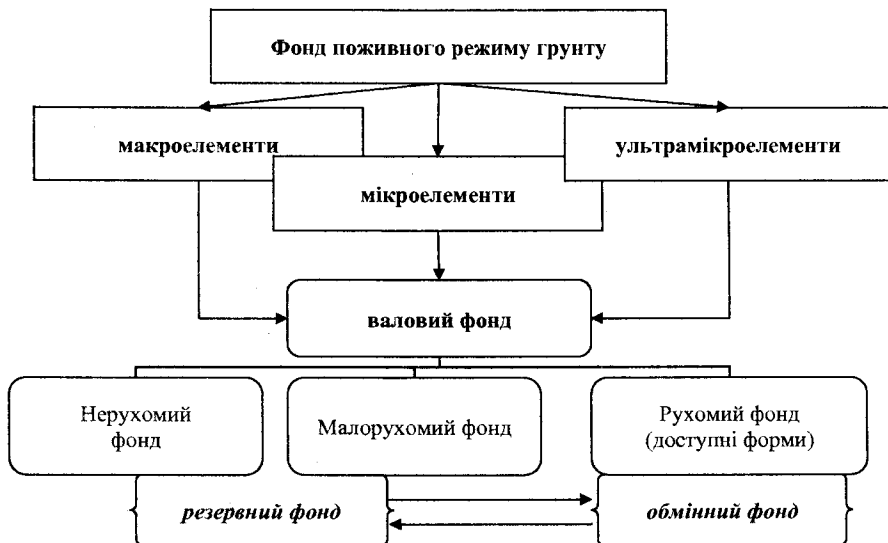 Фонд поживного режиму грунту
макроелементи
ультрамікроелементи
мікроелементи
валовий фонд
Нерухомий
фонд
Малорухомий фонд
Рухомий фонд
(доступні форми)
резервний фонд
обмінний фонд